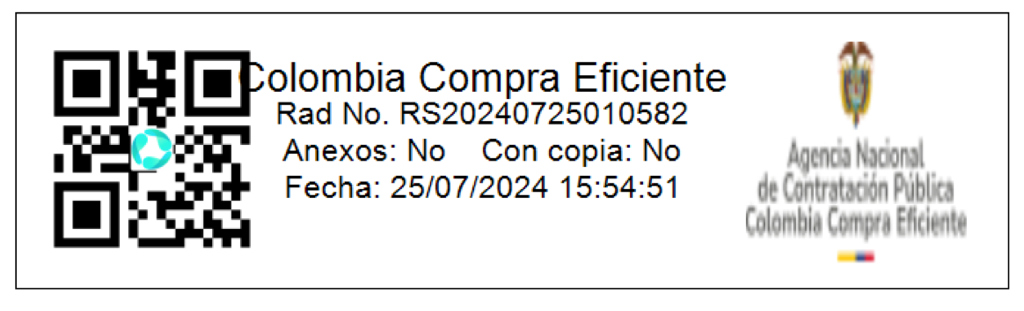 Colombia Compra Eficiente
Rad No. RS20240725010582
Anexos: No Con copia: No
Fecha: 25/07/2024 15:54:51
Agencia Nacional
de Contratación Pública
Colombia Compra Eficiente